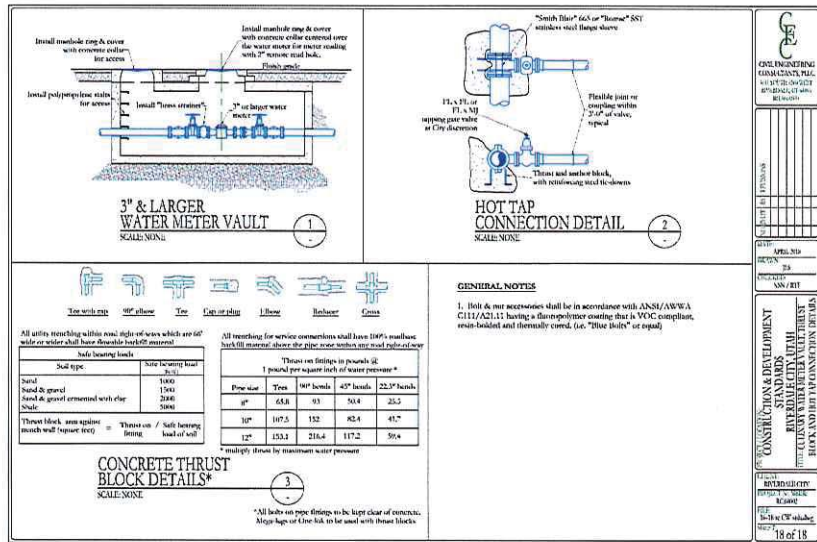 Install manhole ring & cover
with concrete collar
for access
Install manhole ring & cover
with concrete collar centered over
the water meter for meter reading
with 2" remote read hole.
Finish grade
Install polypropylene stairs
for access
Install "brass strainer"
3" or larger water
meter
3" & LARGER
WATER METER VAULT
SCALE: NONE
1
-
"Smith Blair" 665 or "Romac" SST
stainless steel flange sleeve
FL x FL or
FL x MJ
tapping gate valve
at City discretion
Flexible joint or
coupling within
3'-0" of valve,
typical
Thrust and anchor block,
with reinforcing steel tie-downs
HOT TAP
CONNECTION DETAIL
SCALE: NONE
2
-
Tee with cap
90° elbow
Tee
Cap or plug
Elbow
Reducer
Cross
All utility trenching within road right-of-ways which are 66'
wide or wider shall have flowable backfill material
Safe bearing loads
Soil type
Safe bearing load
Sand 1000
Sand & gravel 1500
Sand & gravel cemented with clay 2000
Shale 5000
Thrust block area against
trench wall (square feet) = Thrust on fitting / Safe bearing load of soil
All trenching for service connections shall have 100% roadbase
backfill material above the pipe zone within any road right-of-way
Thrust on fittings in pounds @
1 pound per square inch of water pressure *
Pipe size Tees 90° bends 45° bends 22.5° bends
8" 65.8 93 50.4
10" 107.5 152 82.4
12" 153.1 216.4 117.2 59.4
* multiply thrust by maximum water pressure
CONCRETE THRUST
BLOCK DETAILS*
SCALE: NONE
3
-
*All bolts on pipe fittings to be kept clear of concrete.
Mega-lugs or One-lok to be used with thrust blocks
GENERAL NOTES
1. Bolt & nut accessories shall be in accordance with ANSI/AWWA
C111/A21.11 having a fluoropolymer coating that is VOC compliant,
resin-bonded and thermally cured. (i.e. "Blue Bolts" or equal)
CEC
CIVIL ENGINEERING
CONSULTANTS, PLLC.
APRIL 2018
CONSTRUCTION & DEVELOPMENT
STANDARDS
RIVERDALE CITY, UTAH
CULINARY WATER METER VAULT, THRUST
BLOCK AND HOT TAP CONNECTION DETAILS
RIVERDALE CITY
18 of 18